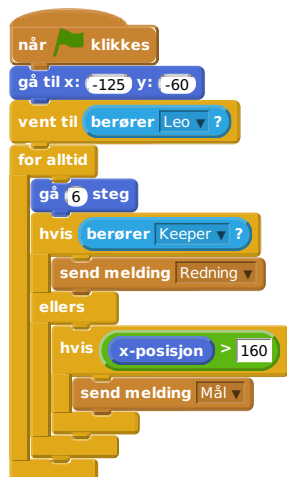 når klikkes
gå til x: -125 y: -60
vent til berører Leo ?
for alltid
gå 6 steg
hvis berører Keeper ?
send melding Redning
ellers
hvis x-posisjon > 160
send melding Mål